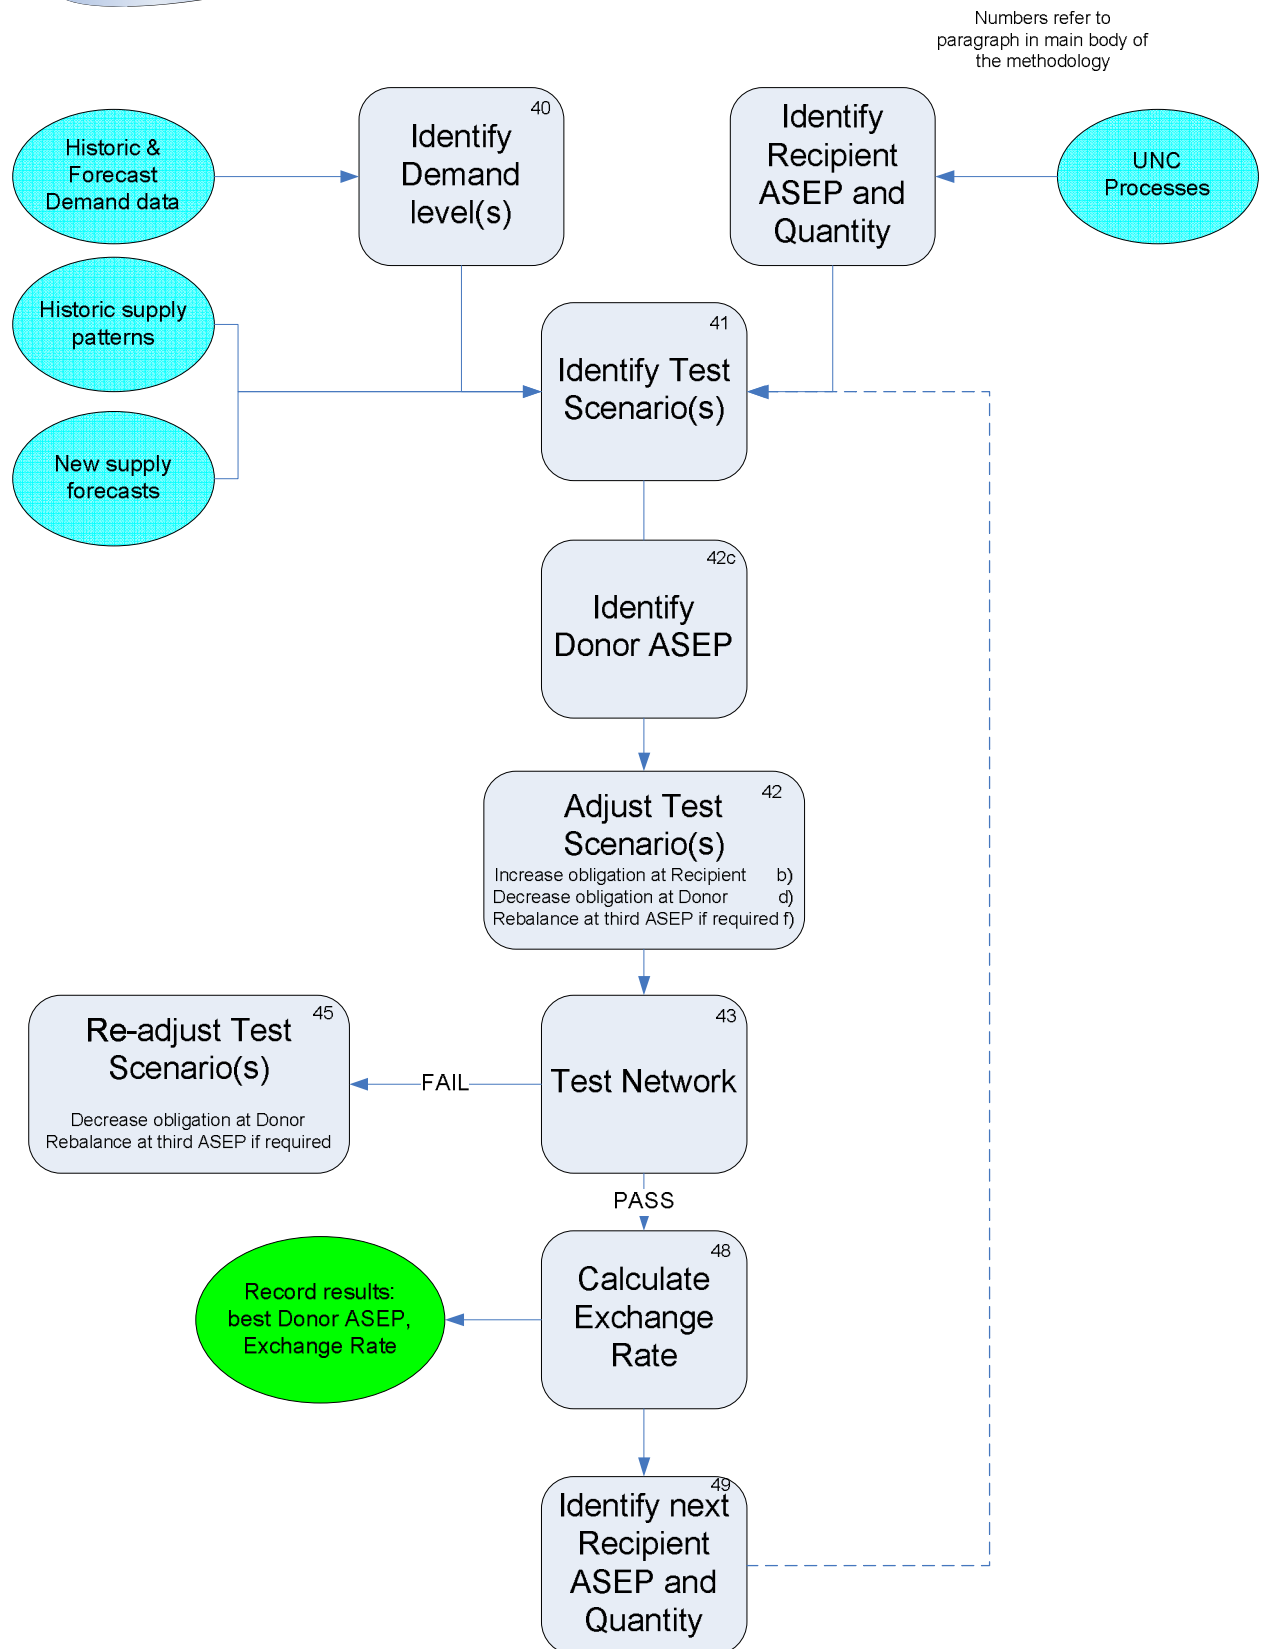 Numbers refer to
paragraph in main body of
the methodology
40
Identify
Demand
level(s)
Identify
Recipient
ASEP and
Quantity
Historic &
Forecast
Demand data
UNC
Processes
Historic supply
patterns
41
Identify Test
Scenario(s)
New supply
forecasts
42c
Identify
Donor ASEP
42
Adjust Test
Scenario(s)
Increase obligation at Recipient b)
Decrease obligation at Donor d)
Rebalance at third ASEP if required f)
45
Re-adjust Test
Scenario(s)
Decrease obligation at Donor
Rebalance at third ASEP if required
FAIL
43
Test Network
PASS
48
Calculate
Exchange
Rate
Record results:
best Donor ASEP,
Exchange Rate
49
Identify next
Recipient
ASEP and
Quantity